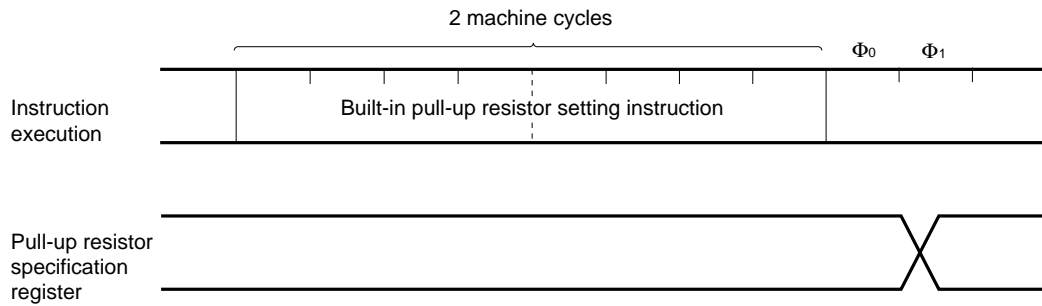 2 machine cycles
Φ0 Φ1
Instruction
execution
Built-in pull-up resistor setting instruction
Pull-up resistor
specification
register